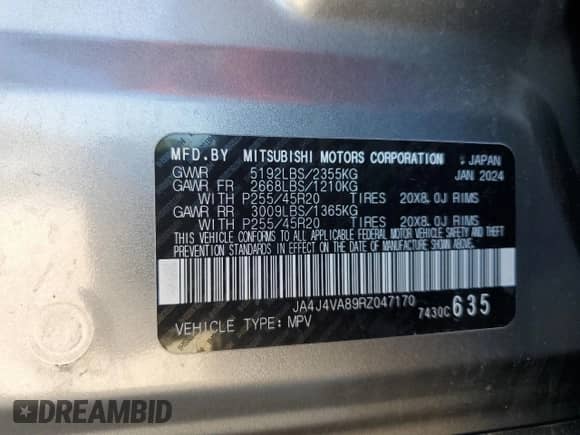 MFD.BY MITSUBISHI MOTORS CORPORATION : JAPAN
GVWR 5192LBS/2355KG JAN 2024
GAWR FR 2668LBS/1210KG
WITH P255/45R20 TIRES 20X8.0J RIMS
GAWR RR 3009LBS/1365KG
WITH P255/45R20 TIRES 20X8.0J RIMS
THIS VEHICLE CONFORMS TO ALL APPLICABLE FEDERAL MOTOR VEHICLE SAFETY AND THEFT
PREVENTION STANDARDS IN EFFECT ON THE DATE OF MANUFACTURE SHOWN ABOVE.
JA4J4VA89RZ047170
VEHICLE TYPE: MPV 7430C 635
DREAMBID